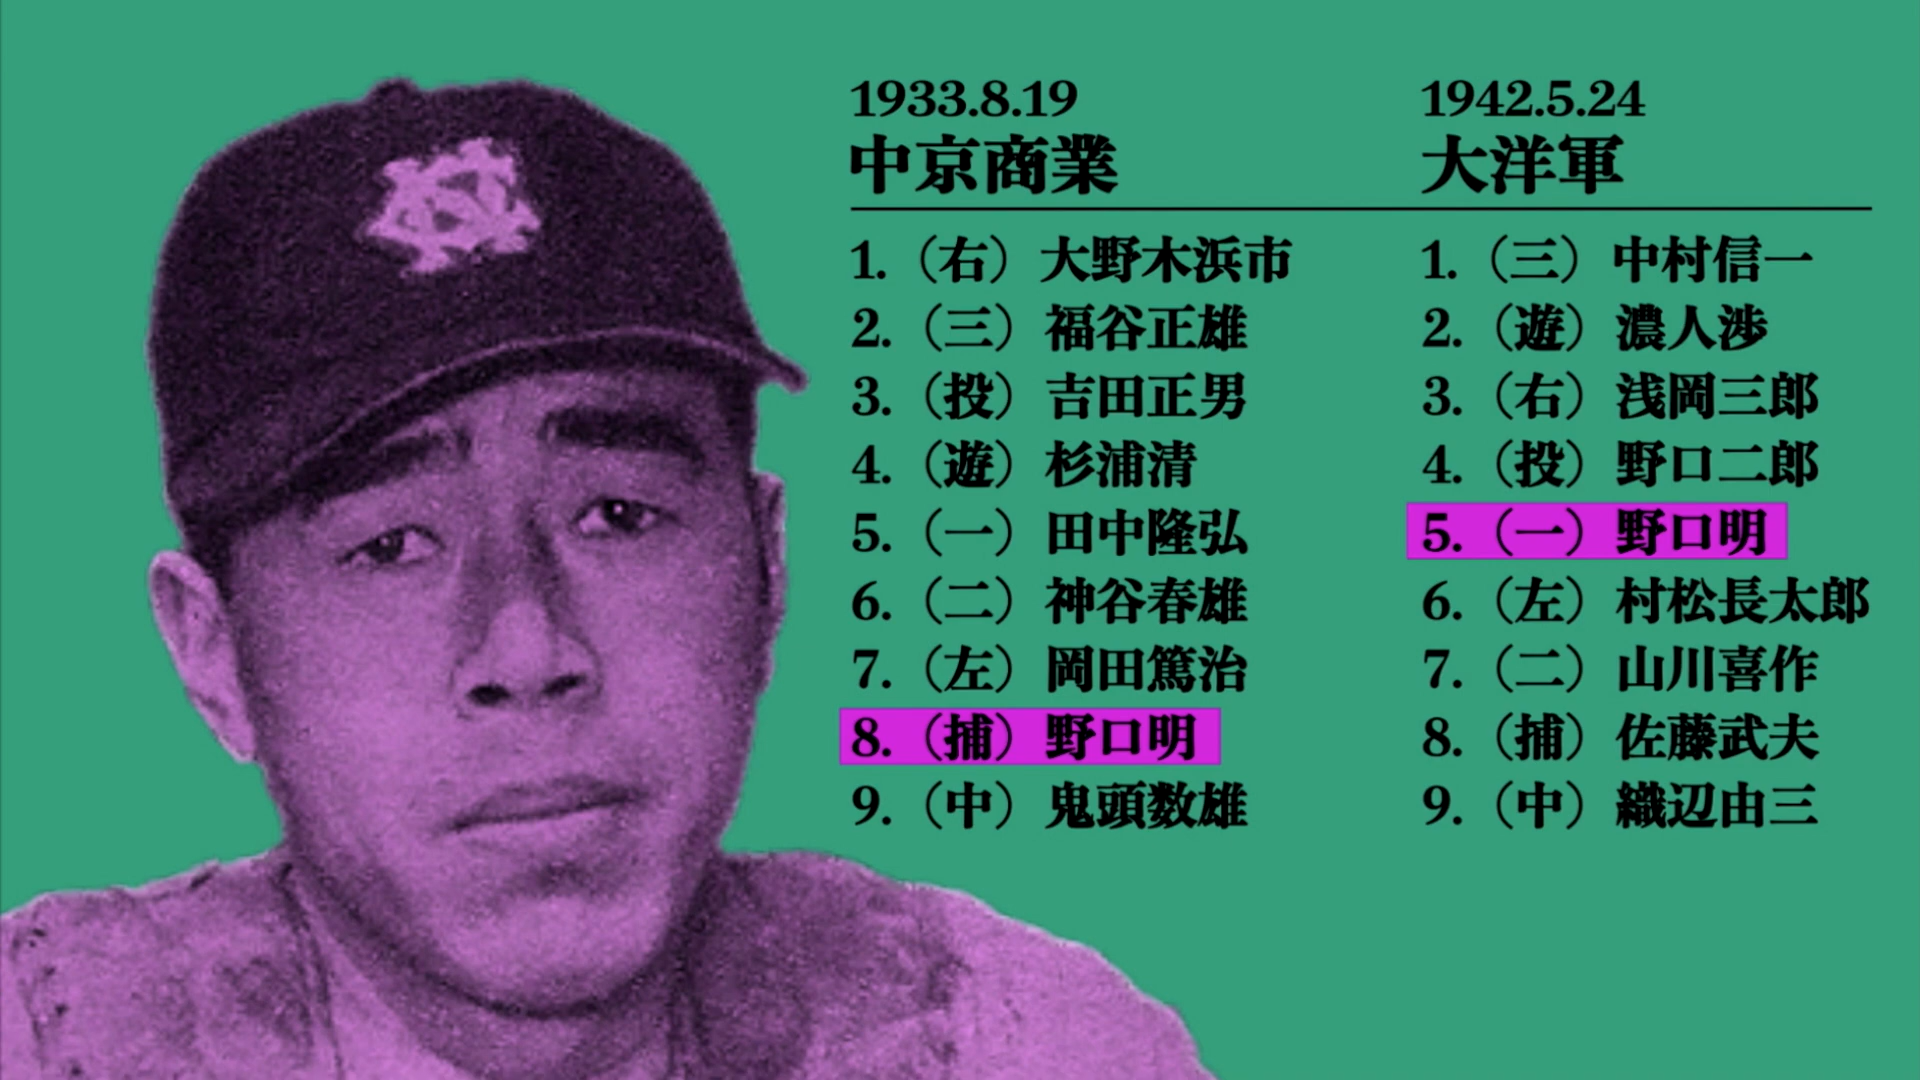 1933.8.19
中京商業
1.（右）大野木浜市
2.（三）福谷正雄
3.（投）吉田正男
4.（遊）杉浦清
5.（一）田中隆弘
6.（二）神谷春雄
7.（左）岡田篤治
8.（捕）野口明
9.（中）鬼頭数雄
1942.5.24
大洋軍
1.（三）中村信一
2.（遊）濃人渉
3.（右）浅岡三郎
4.（投）野口二郎
5.（一）野口明
6.（左）村松長太郎
7.（二）山川喜作
8.（捕）佐藤武夫
9.（中）織辺由三